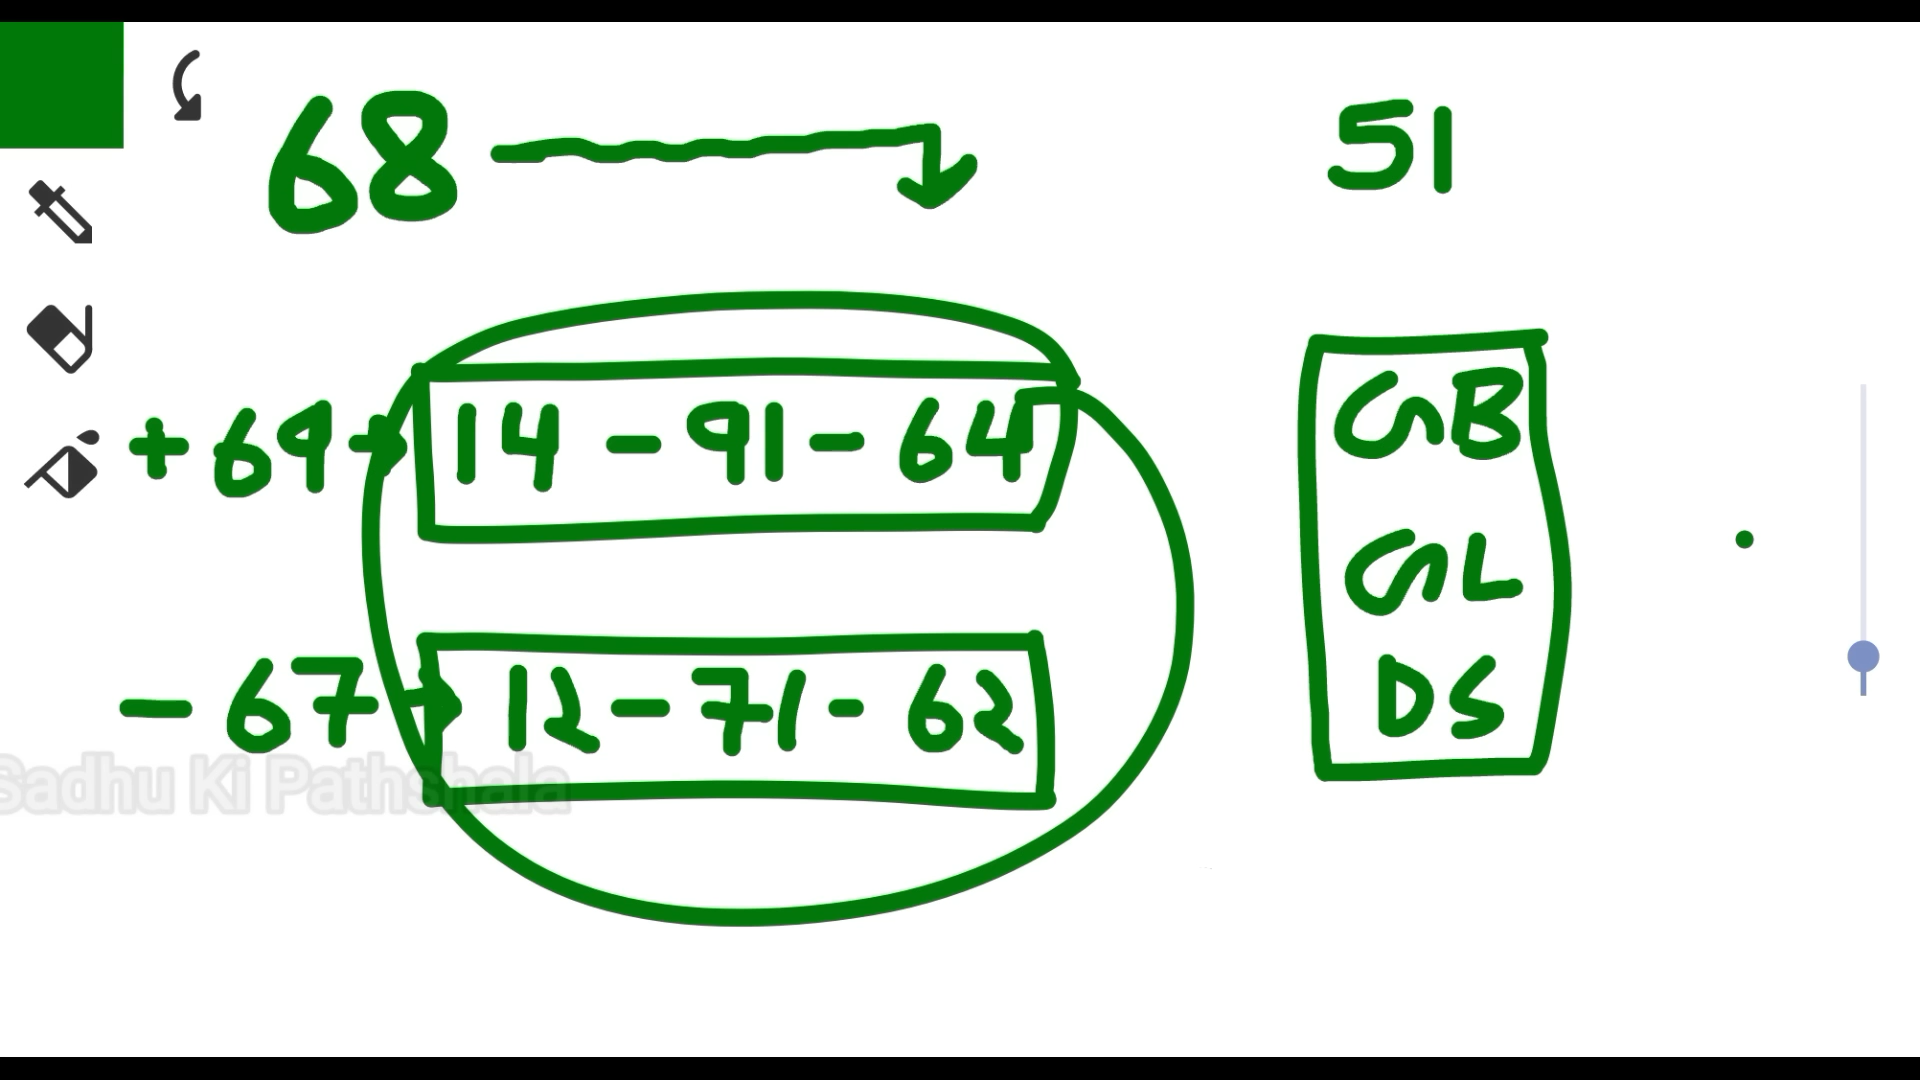 68 51
+69→ 14-91-64 GB
GL
-67→ 12-71-62 DS
Sadhu Ki Pathshala